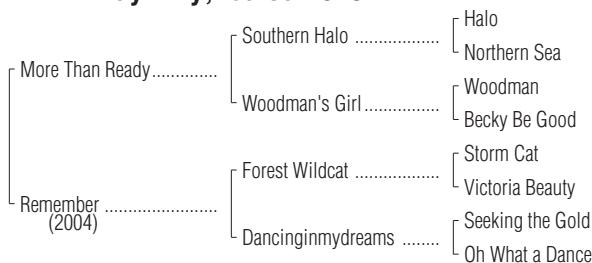 Halo
Southern Halo ...................
Northern Sea
More Than Ready..............
Woodman
Woodman's Girl .................
Becky Be Good
Storm Cat
Forest Wildcat ...................
Victoria Beauty
Remember .........................
(2004)
Seeking the Gold
Dancinginmydreams ........
Oh What a Dance